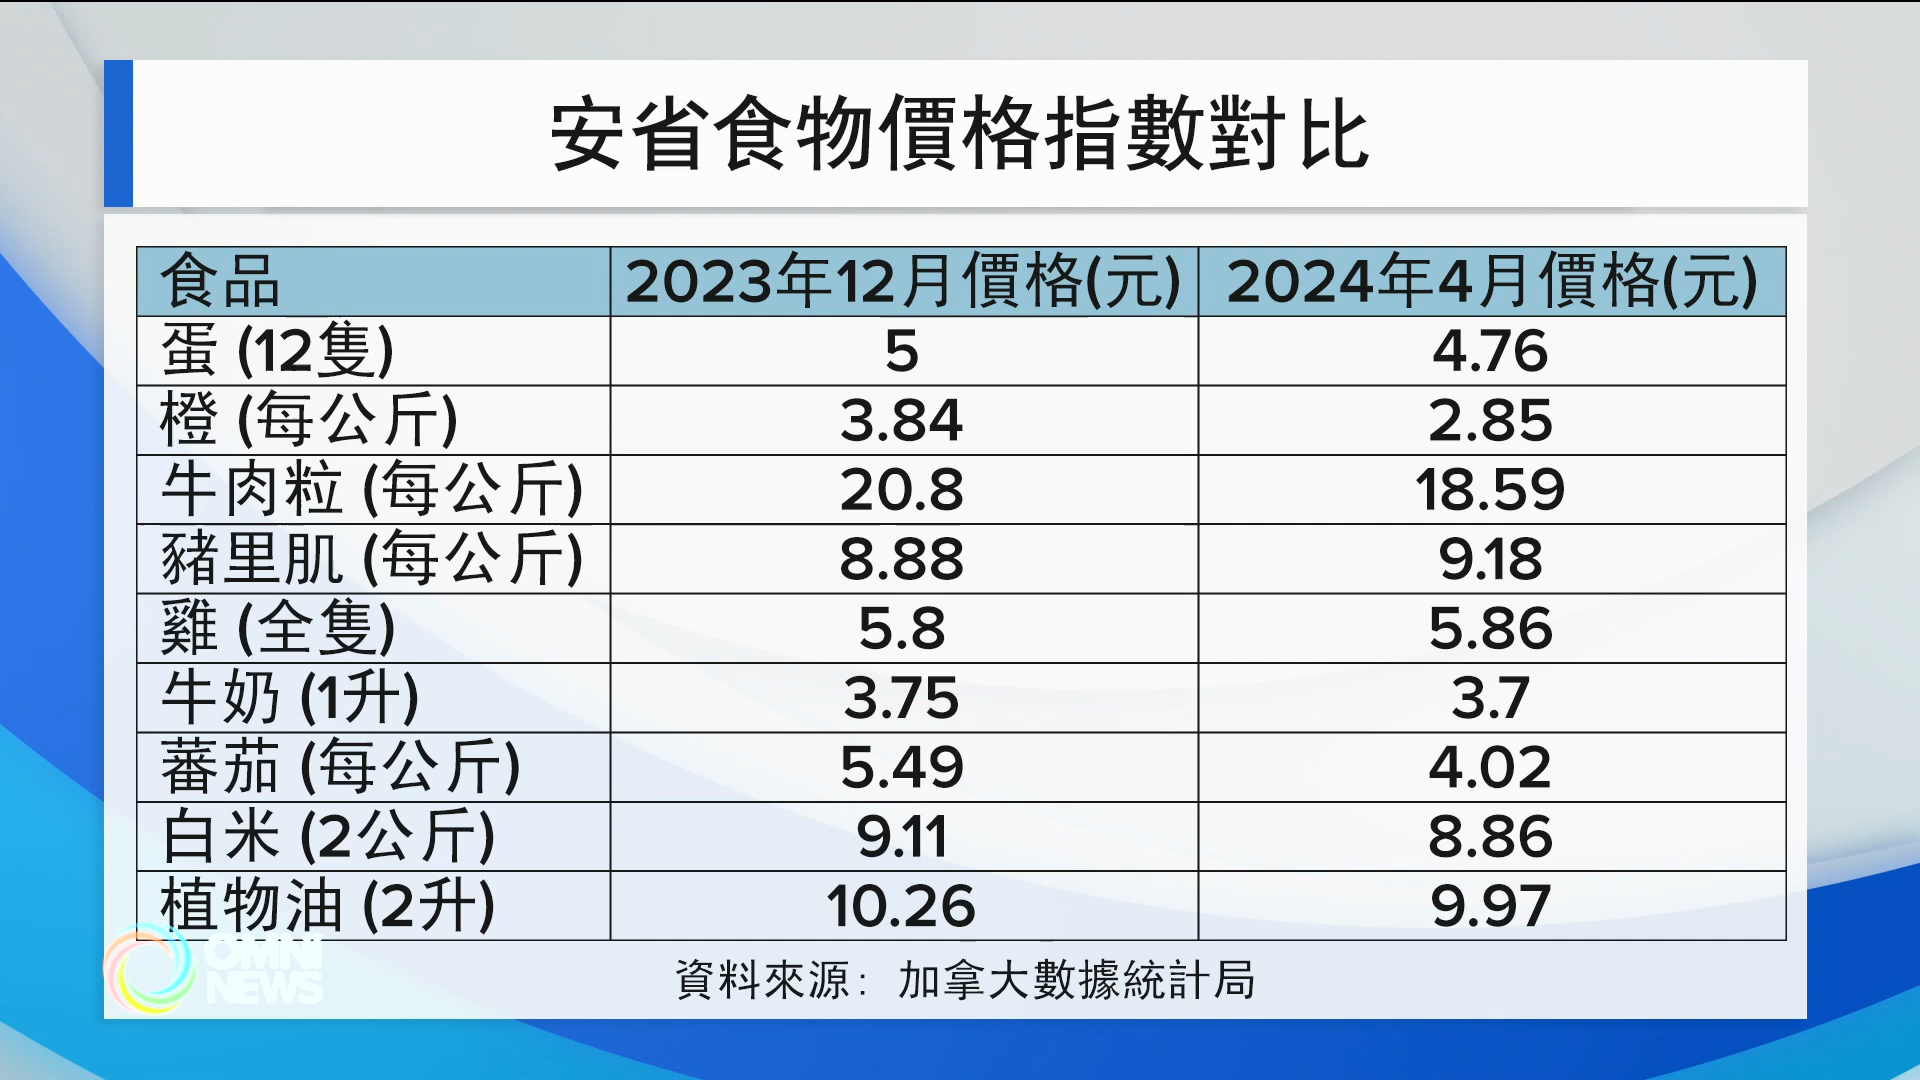 安省食物價格指數對比
食品 2023年12月價格(元) 2024年4月價格(元)
蛋 (12隻) 5 4.76
橙 (每公斤) 3.84 2.85
牛肉粒 (每公斤) 20.8 18.59
豬里肌 (每公斤) 8.88 9.18
雞 (全隻) 5.8 5.86
牛奶 (1升) 3.75 3.7
蕃茄 (每公斤) 5.49 4.02
白米 (2公斤) 9.11 8.86
植物油 (2升) 10.26 9.97
資料來源: 加拿大數據統計局
OMNI
NEWS